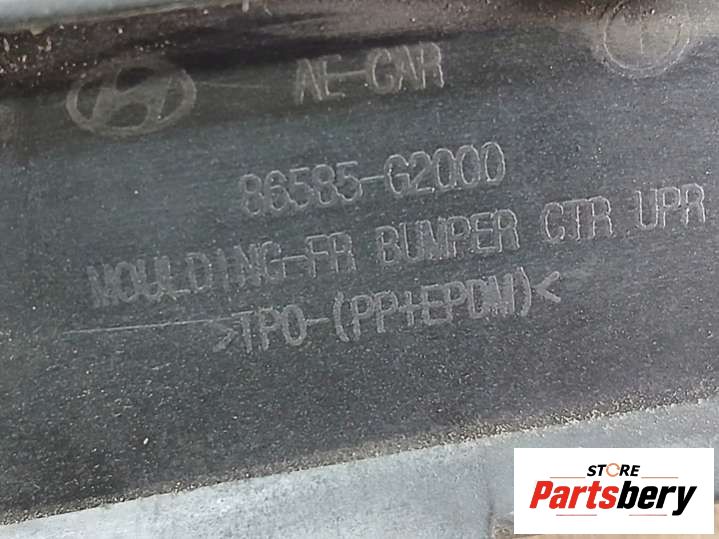 AE-CAR
86585-G2000
MOULDING-FR BUMPER CTR UPR
>TPO-(PP+EPDM)<
STORE
Partsbery